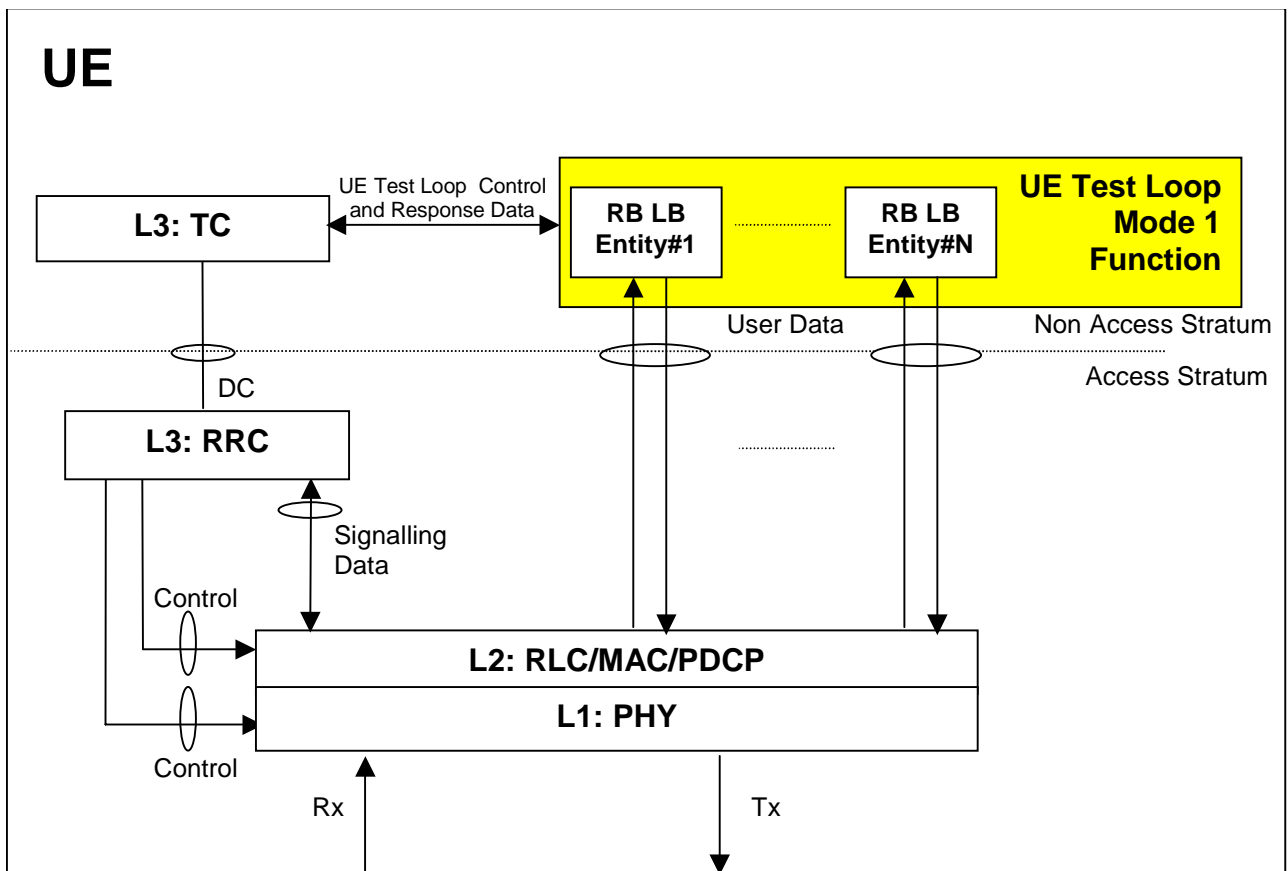 UE
UE Test Loop Control
and Response Data
L3: TC
RB LB
Entity#1
RB LB
Entity#N
UE Test Loop
Mode 1
Function
User Data
Non Access Stratum
Access Stratum
DC
L3: RRC
Signalling
Data
Control
L2: RLC/MAC/PDCP
L1: PHY
Control
Rx
Tx